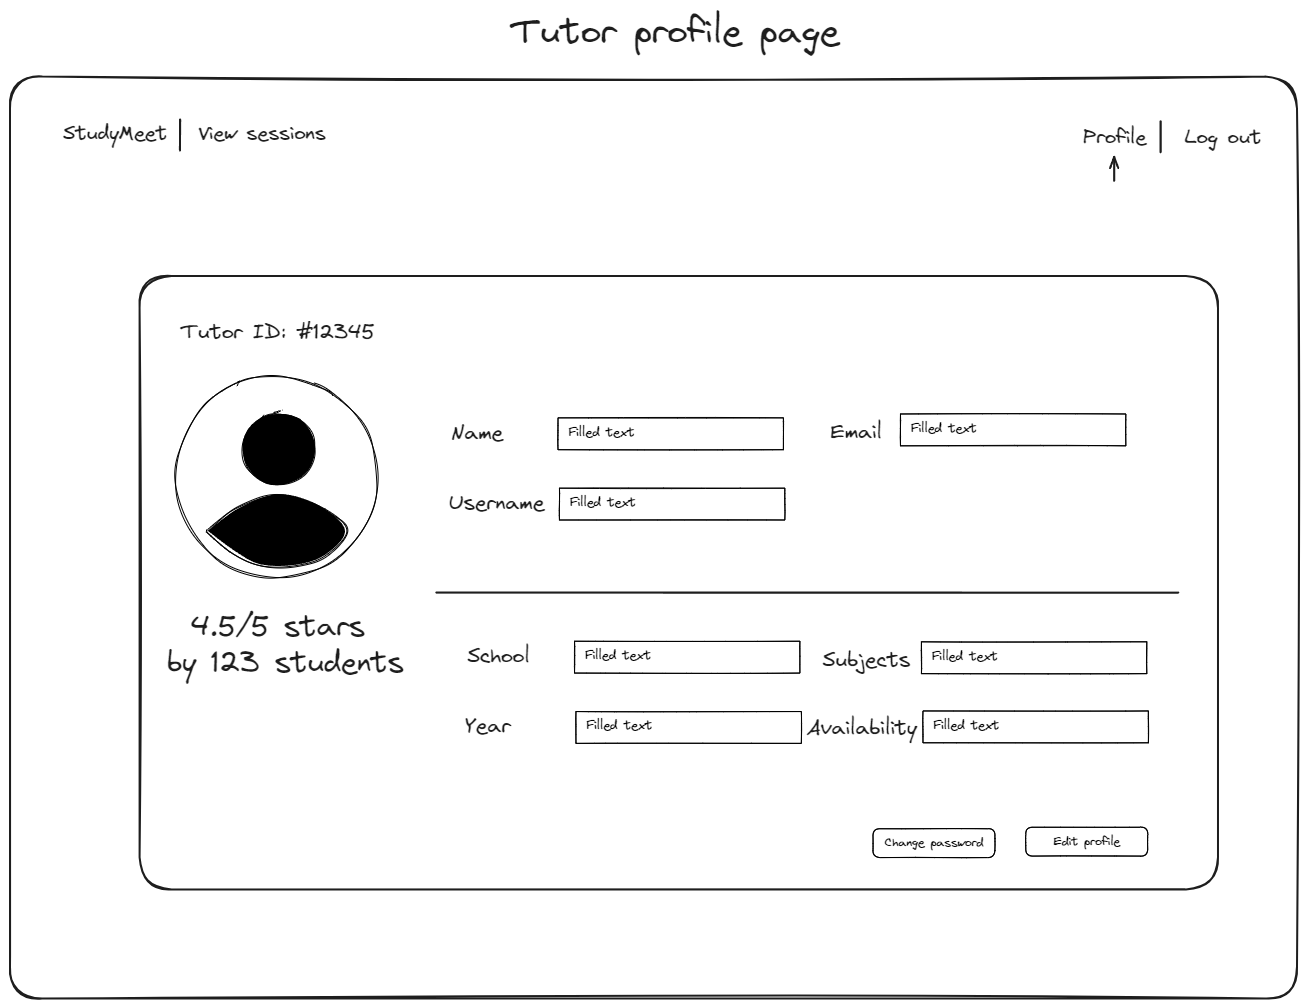 Tutor profile page
StudyMeet | View sessions
Profile | Log out
Tutor ID: #12345
Name Filled text Email Filled text
Username Filled text
4.5/5 stars
by 123 students
School Filled text Subjects Filled text
Year Filled text Availability Filled text
Change password Edit profile